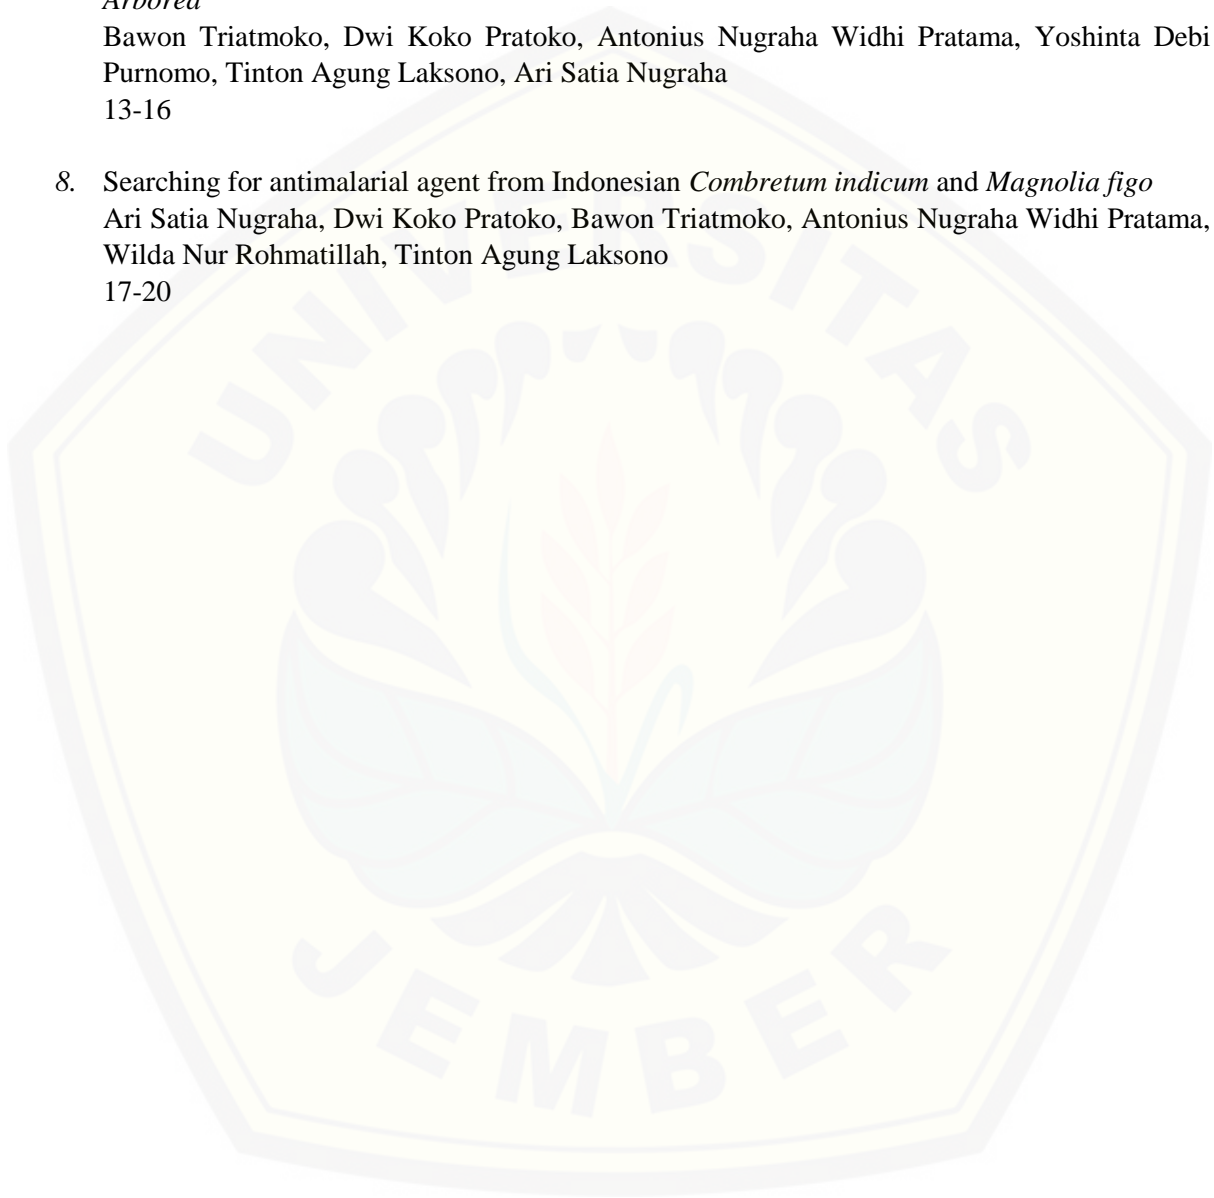 Arborea
Bawon Triatmoko, Dwi Koko Pratoko, Antonius Nugraha Widhi Pratama, Yoshinta Debi
Purnomo, Tinton Agung Laksono, Ari Satia Nugraha
13-16
8. Searching for antimalarial agent from Indonesian Combretum indicum and Magnolia figo
Ari Satia Nugraha, Dwi Koko Pratoko, Bawon Triatmoko, Antonius Nugraha Widhi Pratama,
Wilda Nur Rohmatillah, Tinton Agung Laksono
17-20
UNIVERSITAS
JEMBER